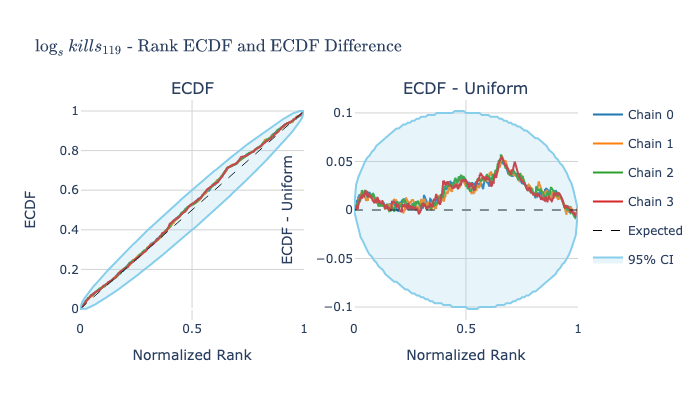 log_s kills_119 - Rank ECDF and ECDF Difference
ECDF
ECDF - Uniform
ECDF
1
0.8
0.6
0.4
0.2
0
0
0.5
1
Normalized Rank
ECDF - Uniform
0.1
0.05
0
−0.05
−0.1
0
0.5
1
Normalized Rank
Chain 0
Chain 1
Chain 2
Chain 3
Expected
95% CI